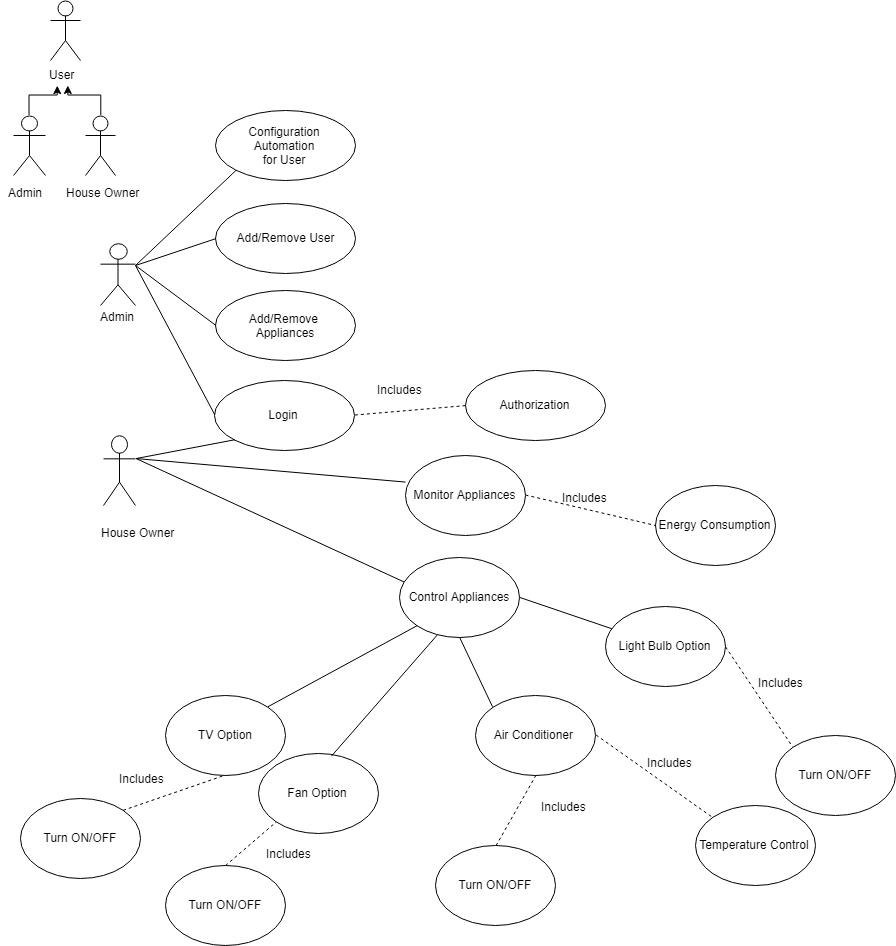 User
Admin
House Owner
Configuration
Automation
for User
Add/Remove User
Admin
Add/Remove
Appliances
Includes
Login
Authorization
House Owner
Monitor Appliances
Includes
Energy Consumption
Control Appliances
Light Bulb Option
Includes
TV Option
Air Conditioner
Includes
Includes
Turn ON/OFF
Fan Option
Includes
Turn ON/OFF
Includes
Temperature Control
Turn ON/OFF
Turn ON/OFF